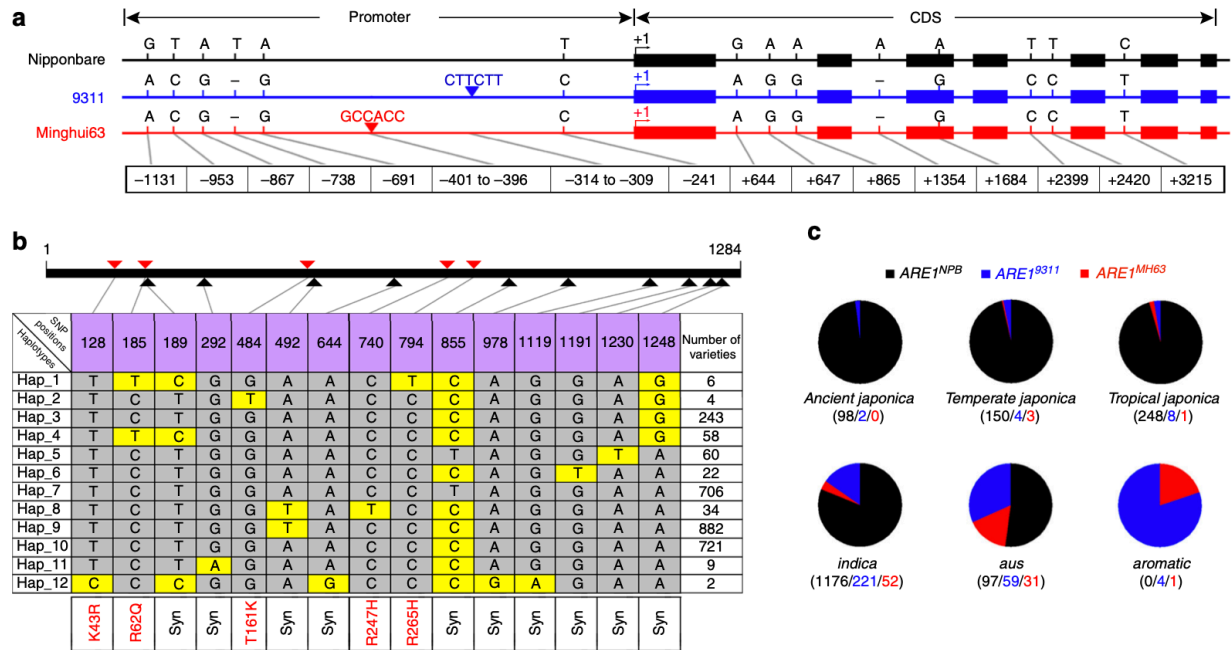 a
Promoter CDS
G T A T A T +1 G A A A A T T C
Nipponbare
A C G – G CTTCTT C +1 A G G – G C C T
9311
A C G – G GCCACC C +1 A G G – G C C T
Minghui63
–1131 –953 –867 –738 –691 –401 to –396 –314 to –309 –241 +644 +647 +865 +1354 +1684 +2399 +2420 +3215
b
1 1284
SNP positions Haplotypes 128 185 189 292 484 492 644 740 794 855 978 1119 1191 1230 1248 Number of varieties
Hap_1 T T C G G A A C T C A G G A G 6
Hap_2 T C T G T A A C C C A G G A G 4
Hap_3 T C T G G A A C C C A G G A G 243
Hap_4 T T C G G A A C C C A G G A G 58
Hap_5 T C T G G A A C C T A G G T A 60
Hap_6 T C T G G A A C C C A G T A A 22
Hap_7 T C T G G A A C C T A G G A A 706
Hap_8 T C T G G T A T C C A G G A A 34
Hap_9 T C T G G T A C C C A G G A A 882
Hap_10 T C T G G A A C C C A G G A A 721
Hap_11 T C T A G A A C C C A G G A A 9
Hap_12 C C C G G A G C C C G A G A A 2
K43R R62Q Syn Syn T161K Syn Syn R247H R265H Syn Syn Syn Syn Syn Syn
c
ARE1NPB ARE19311 ARE1MH63
Ancient japonica Temperate japonica Tropical japonica
(98/2/0) (150/4/3) (248/8/1)
indica aus aromatic
(1176/221/52) (97/59/31) (0/4/1)